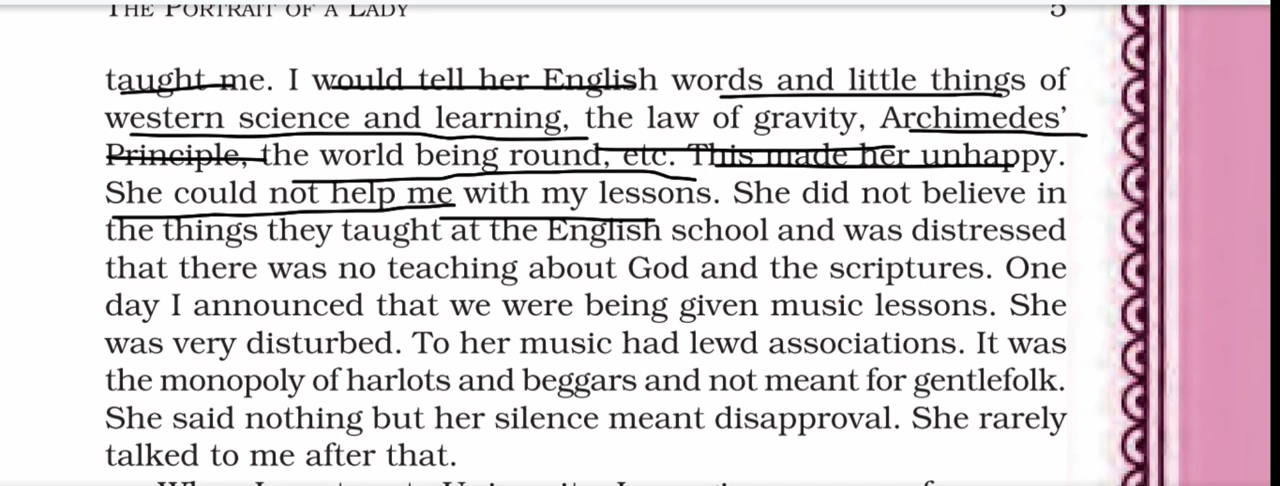 THE PORTRAIT OF A LADY 5
taught me. I would tell her English words and little things of
western science and learning, the law of gravity, Archimedes’
Principle, the world being round, etc. This made her unhappy.
She could not help me with my lessons. She did not believe in
the things they taught at the English school and was distressed
that there was no teaching about God and the scriptures. One
day I announced that we were being given music lessons. She
was very disturbed. To her music had lewd associations. It was
the monopoly of harlots and beggars and not meant for gentlefolk.
She said nothing but her silence meant disapproval. She rarely
talked to me after that.